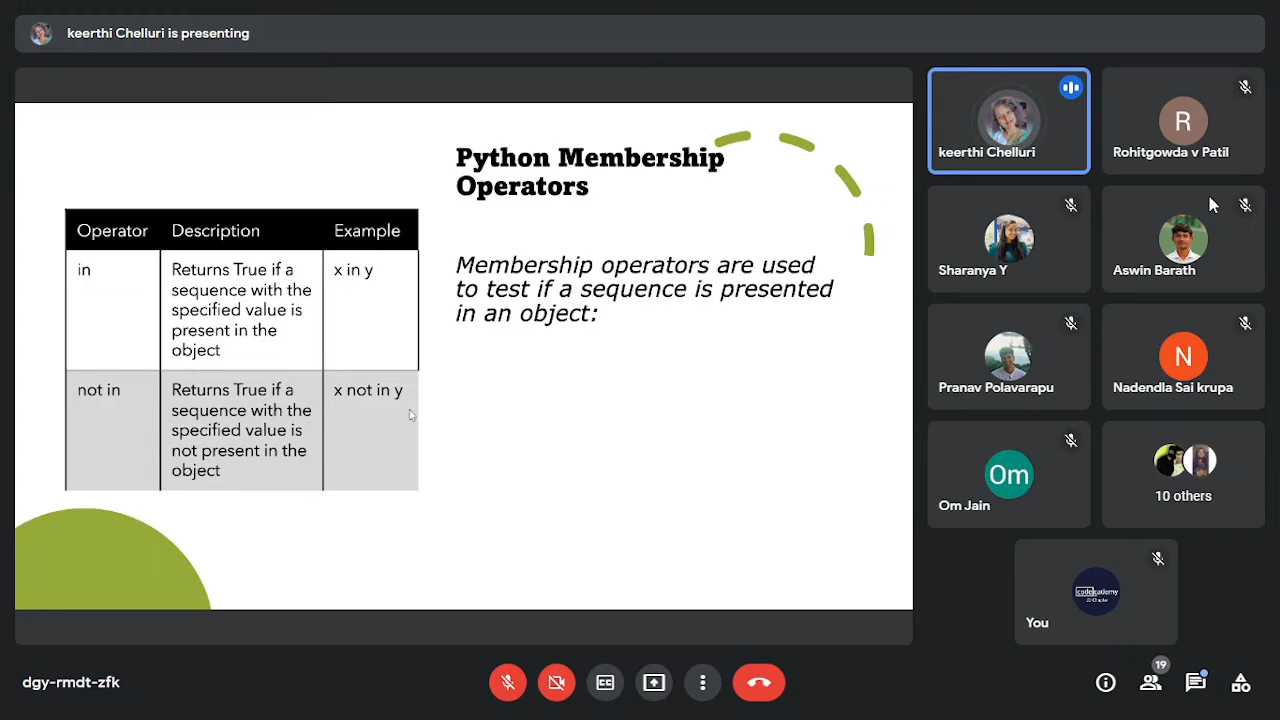 keerthi Chelluri is presenting
Python Membership
Operators
Operator Description Example
in
Returns True if a
sequence with the
specified value is
present in the
object
x in y
not in
Returns True if a
sequence with the
specified value is
not present in the
object
x not in y
Membership operators are used
to test if a sequence is presented
in an object:
keerthi Chelluri
R
Rohitgowda v Patil
Sharanya Y
Aswin Barath
Pranav Polavarapu
N
Nadendla Sai krupa
Om
Om Jain
10 others
codecademy
You
dgy-rmdt-zfk
CC
19